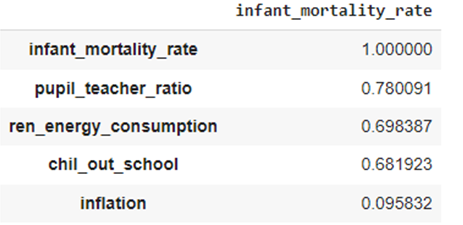 infant_mortality_rate
infant_mortality_rate 1.000000
pupil_teacher_ratio 0.780091
ren_energy_consumption 0.698387
chil_out_school 0.681923
inflation 0.095832